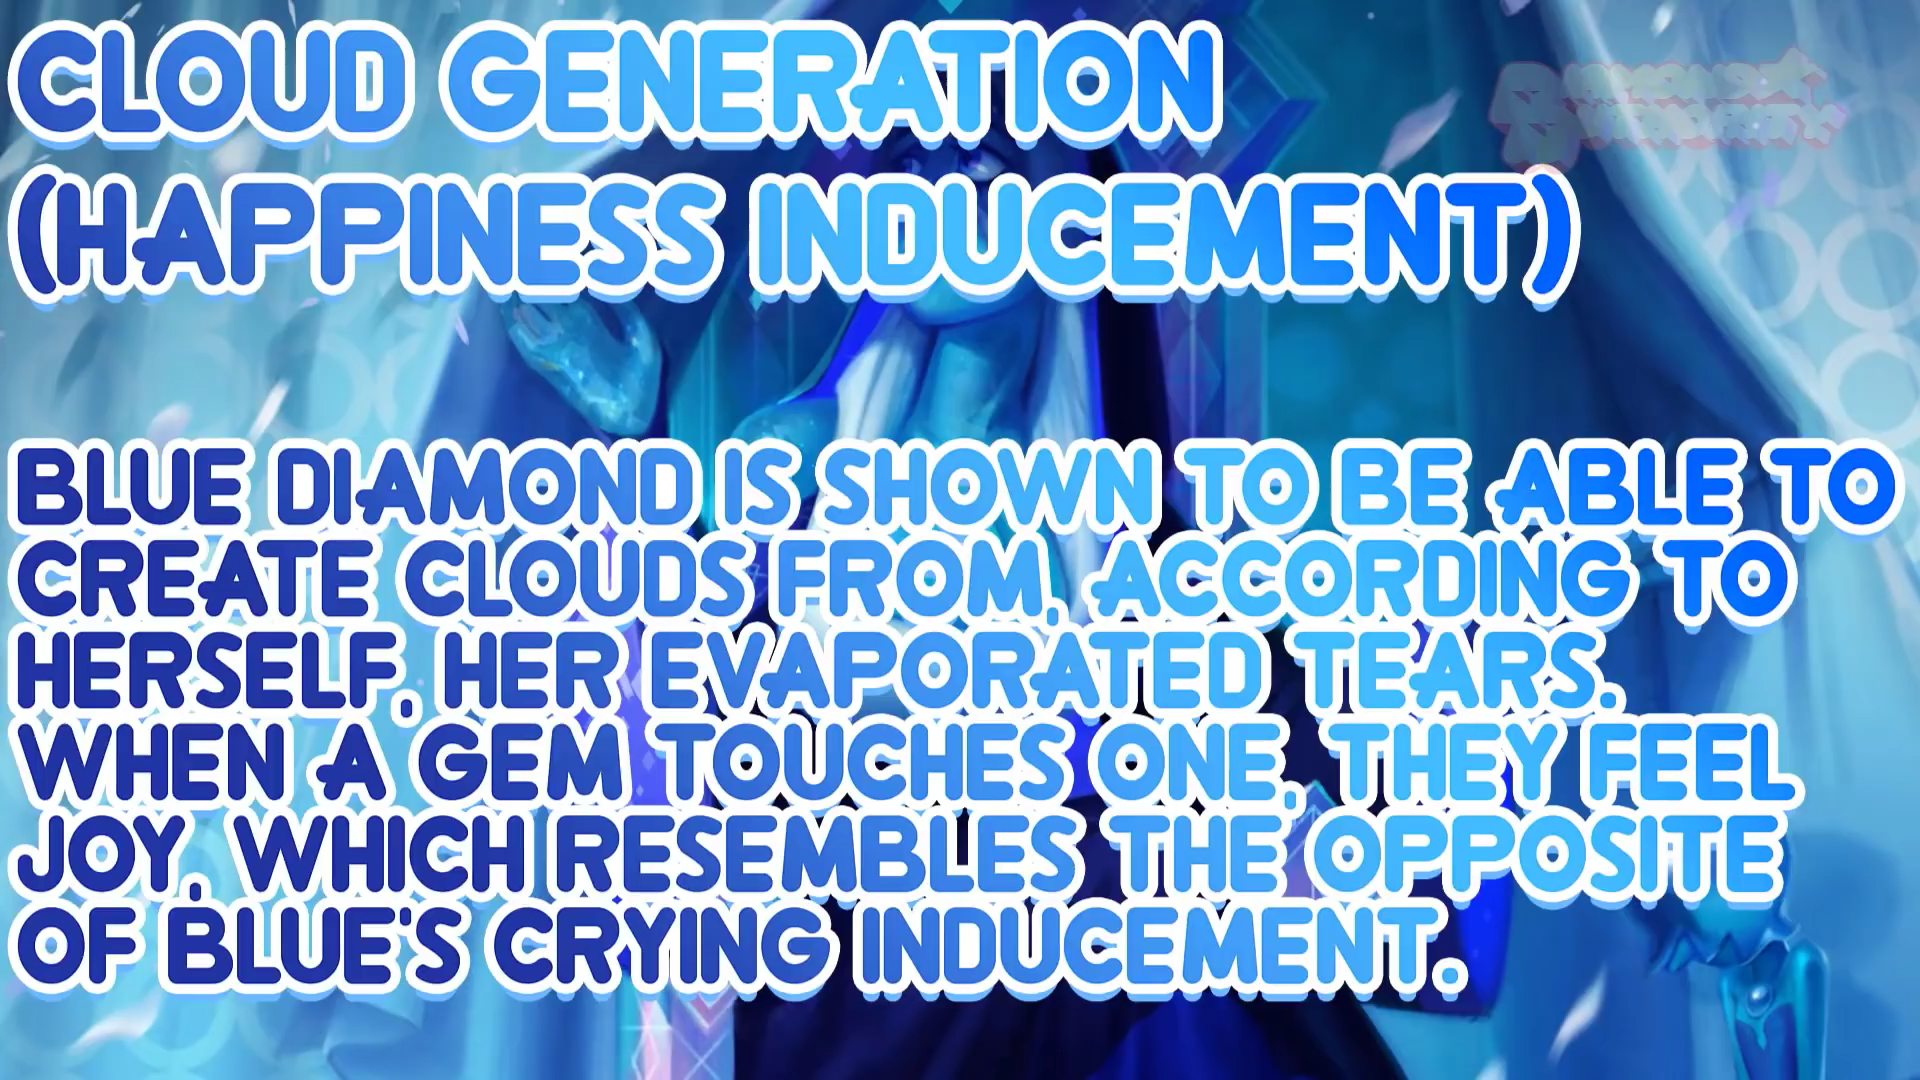 CLOUD GENERATION
(HAPPINESS INDUCEMENT)
BLUE DIAMOND IS SHOWN TO BE ABLE TO
CREATE CLOUDS FROM, ACCORDING TO
HERSELF, HER EVAPORATED TEARS.
WHEN A GEM TOUCHES ONE, THEY FEEL
JOY, WHICH RESEMBLES THE OPPOSITE
OF BLUE'S CRYING INDUCEMENT.